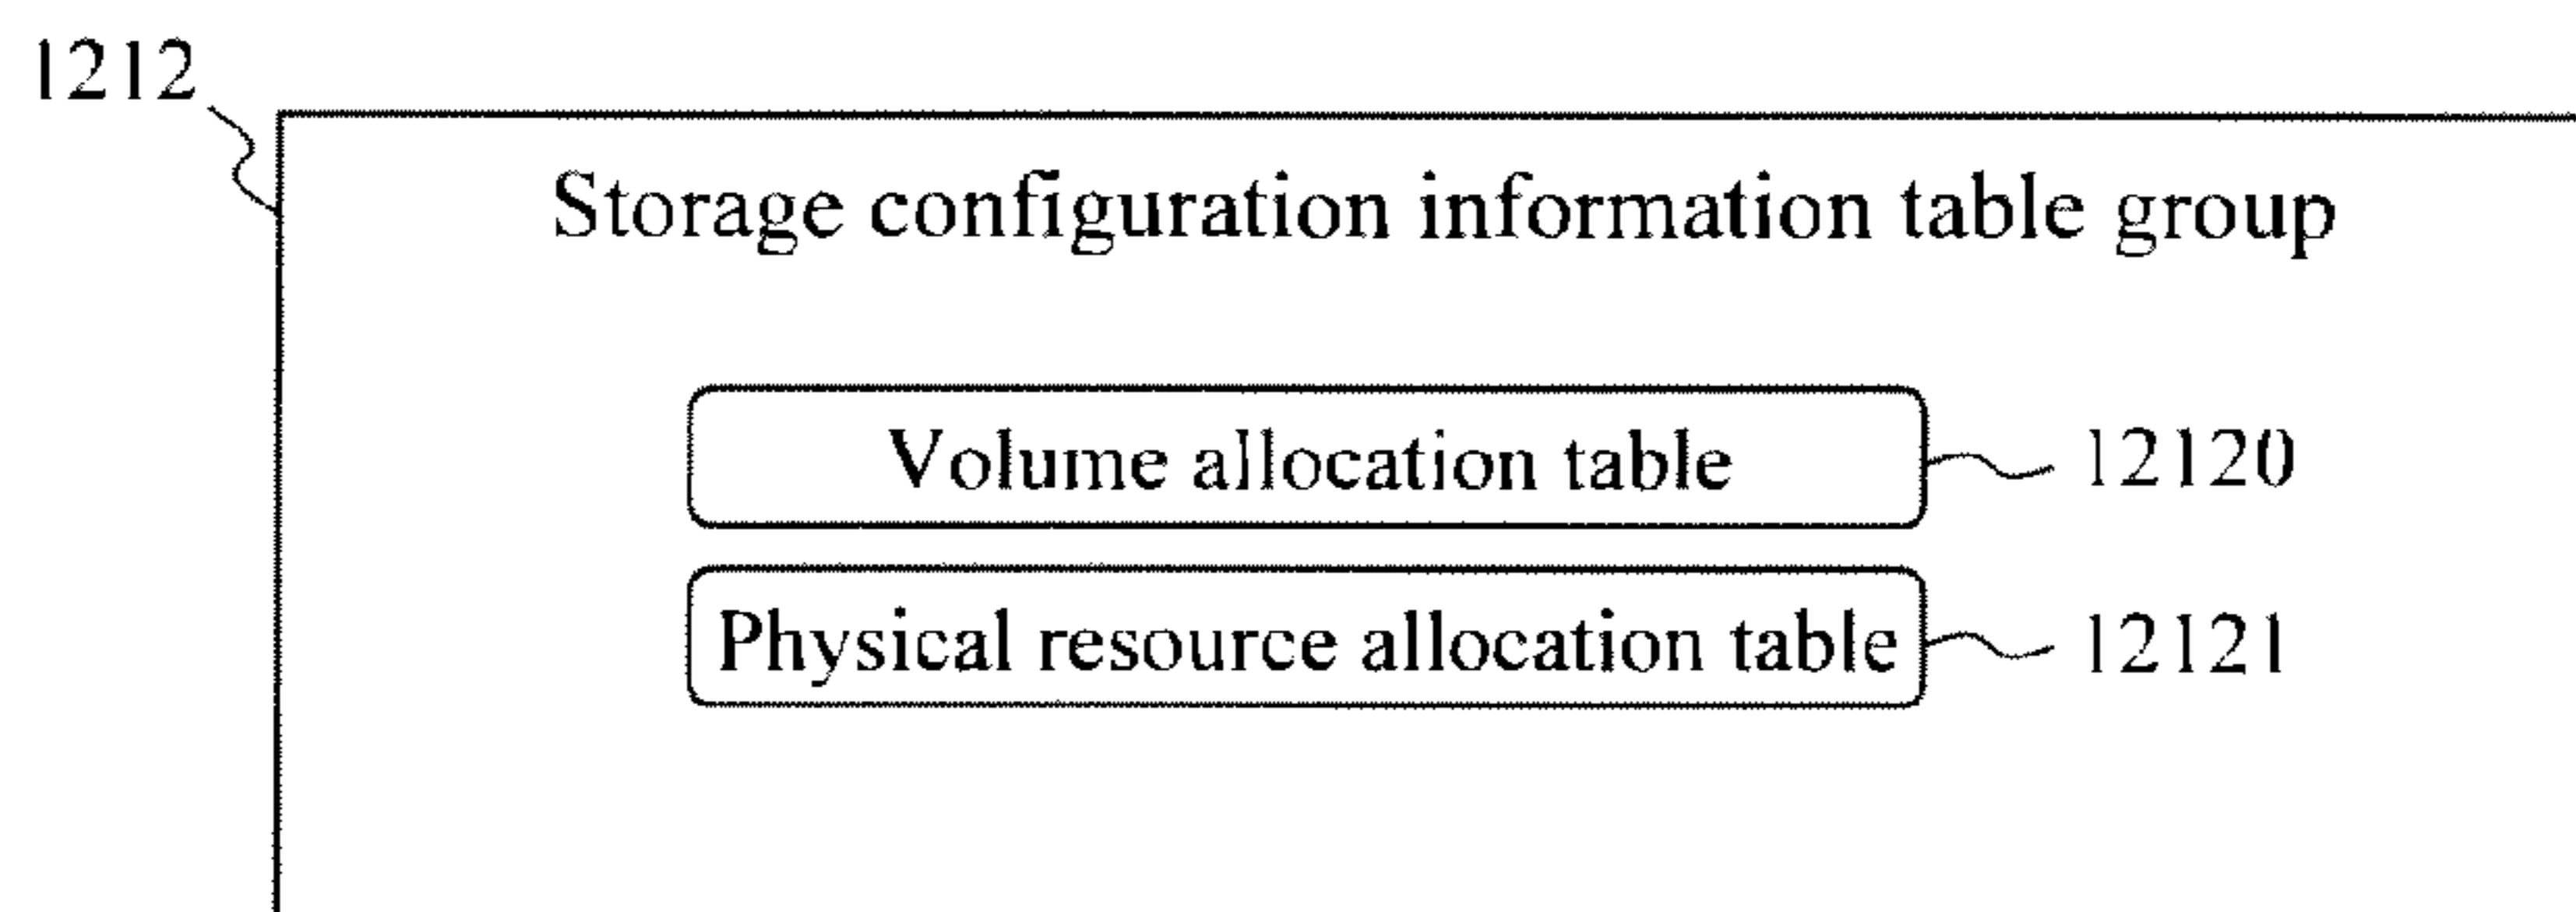 1212
Storage configuration information table group
Volume allocation table 12120
Physical resource allocation table 12121